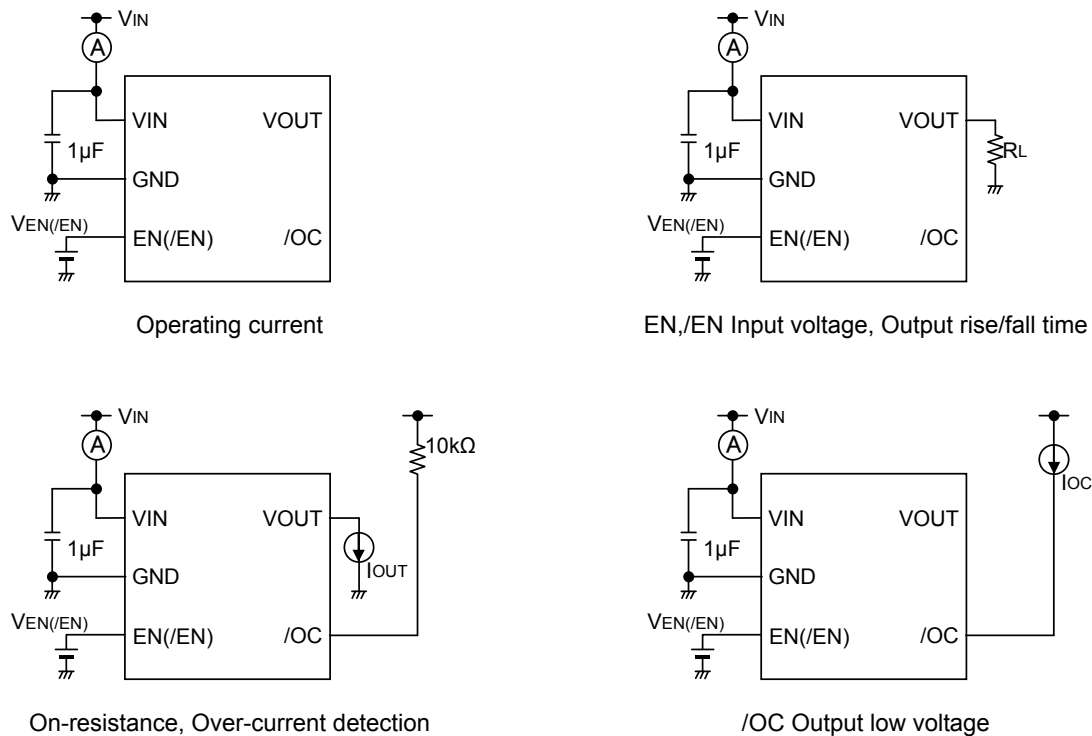 VIN
A
VIN VOUT
1µF
GND
VEN(/EN)
EN(/EN) /OC
Operating current
VIN
A
VIN VOUT
1µF
RL
GND
VEN(/EN)
EN(/EN) /OC
EN,/EN Input voltage, Output rise/fall time
VIN
A
10kΩ
VIN VOUT
1µF
IOUT
GND
VEN(/EN)
EN(/EN) /OC
On-resistance, Over-current detection
VIN
A
IOC
VIN VOUT
1µF
GND
VEN(/EN)
EN(/EN) /OC
/OC Output low voltage